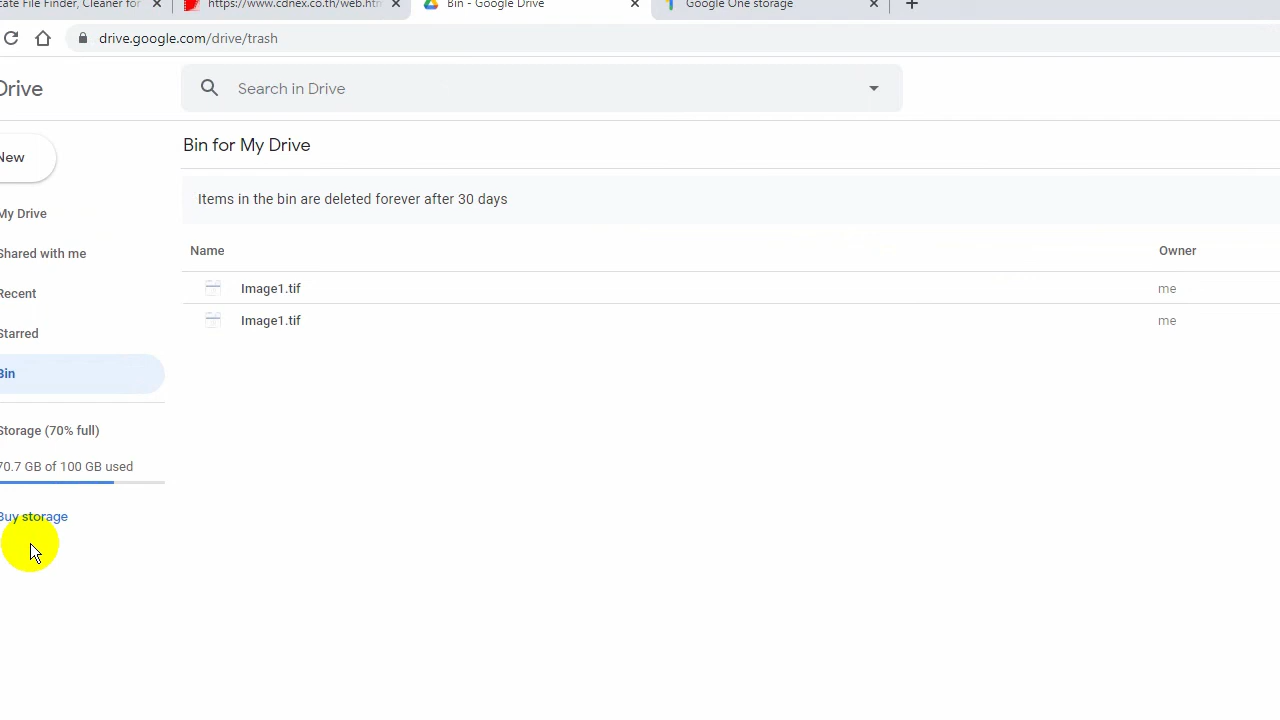 cate File Finder, Cleaner for
https://www.cdnex.co.th/web.htm
Bin - Google Drive
Google One storage
drive.google.com/drive/trash
Drive
Search in Drive
New
Bin for My Drive
Items in the bin are deleted forever after 30 days
My Drive
Shared with me
Recent
Starred
Bin
Storage (70% full)
70.7 GB of 100 GB used
Buy storage
Name Owner
Image1.tif me
Image1.tif me